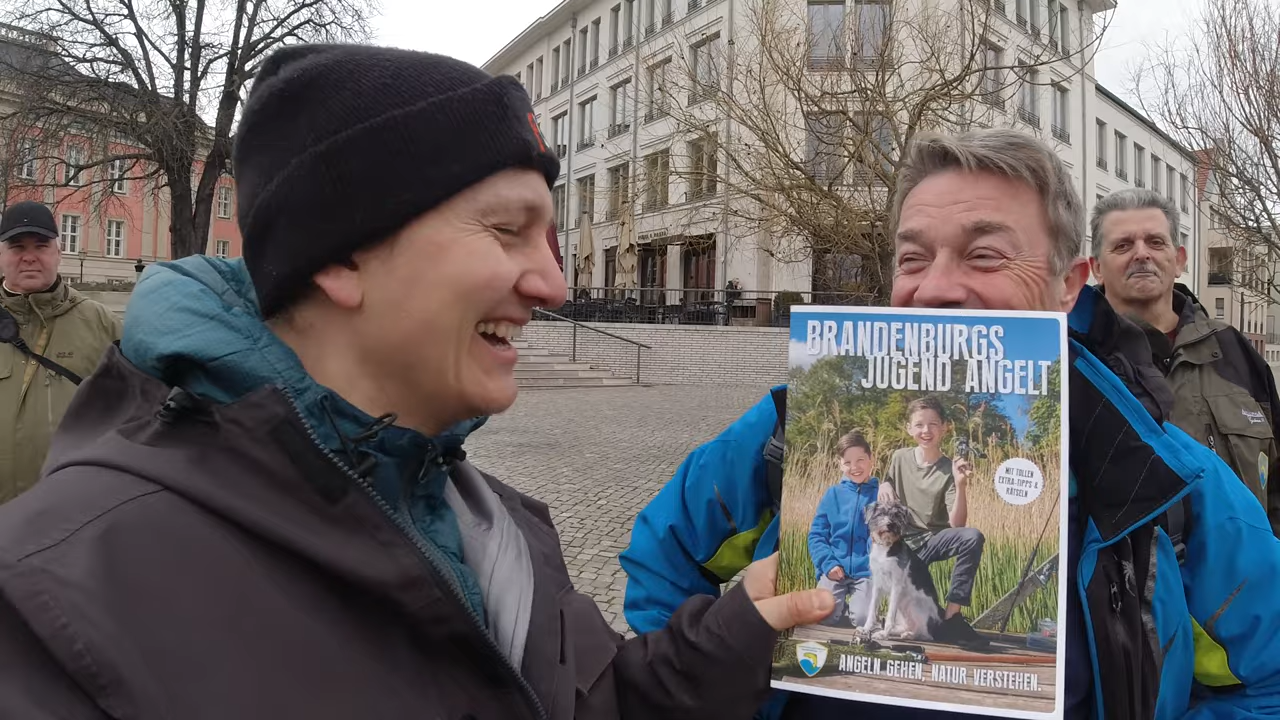 BRANDENBURGS
JUGEND ANGELT
MIT TOLLEN
EXTRA-TIPPS &
RÄTSELN
ANGELN GEHEN, NATUR VERSTEHEN.